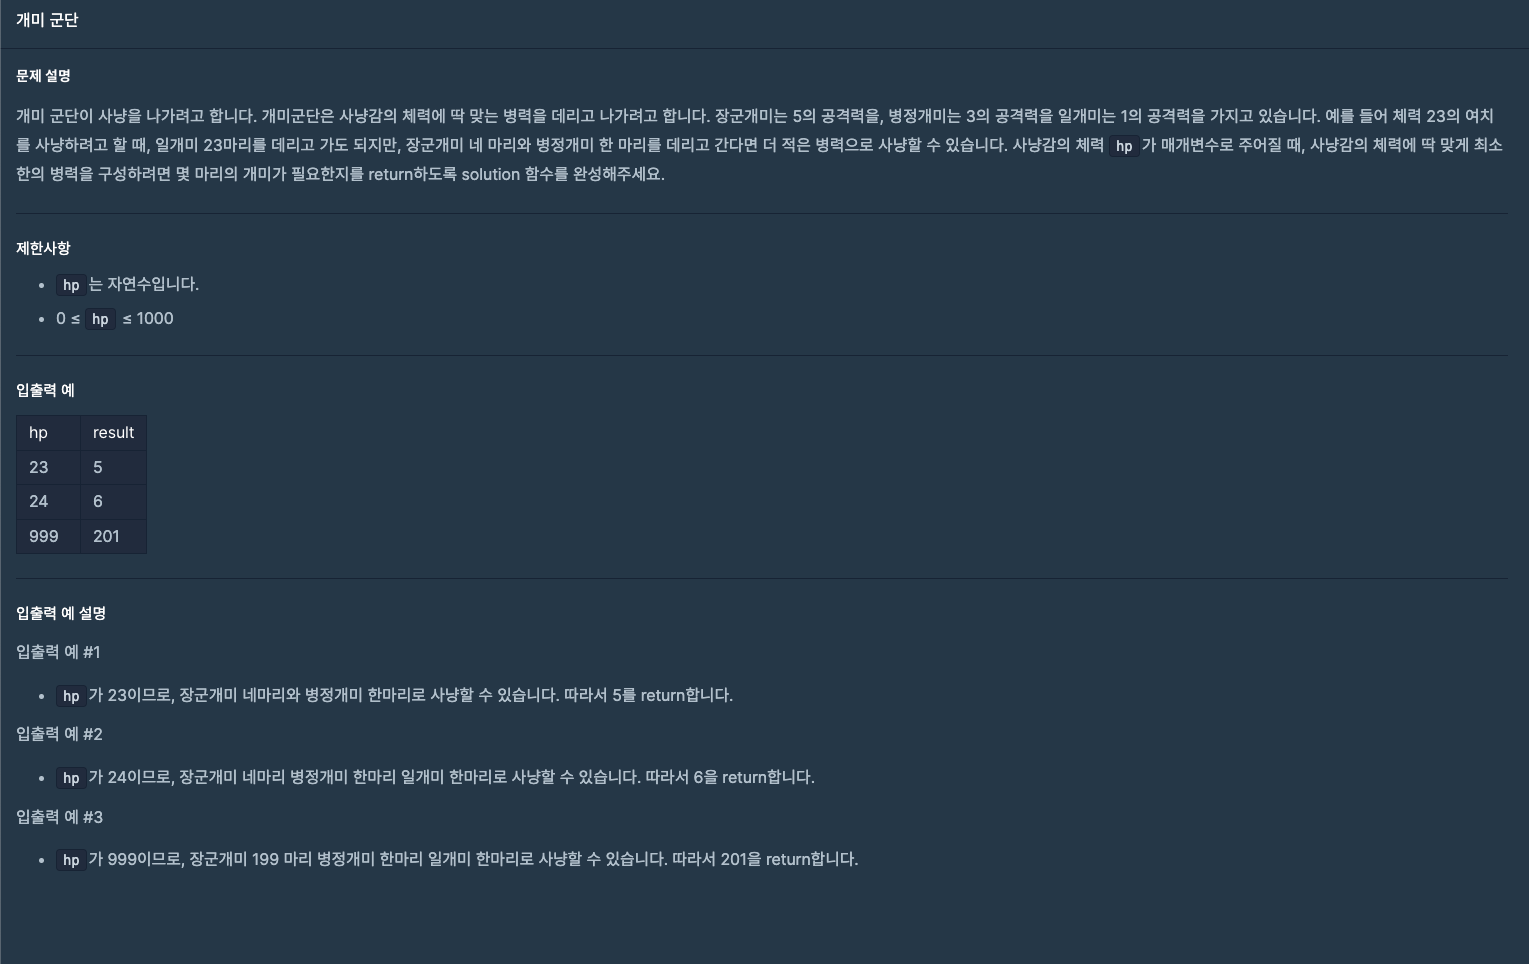 개미 군단
문제 설명
개미 군단이 사냥을 나가려고 합니다. 개미군단은 사냥감의 체력에 딱 맞는 병력을 데리고 나가려고 합니다. 장군개미는 5의 공격력을, 병정개미는 3의 공격력을 일개미는 1의 공격력을 가지고 있습니다. 예를 들어 체력 23의 여치
를 사냥하려고 할 때, 일개미 23마리를 데리고 가도 되지만, 장군개미 네 마리와 병정개미 한 마리를 데리고 간다면 더 적은 병력으로 사냥할 수 있습니다. 사냥감의 체력 hp가 매개변수로 주어질 때, 사냥감의 체력에 딱 맞게 최소
한의 병력을 구성하려면 몇 마리의 개미가 필요한지를 return하도록 solution 함수를 완성해주세요.
제한사항
• hp는 자연수입니다.
• 0 ≤ hp ≤ 1000
입출력 예
hp result
23 5
24 6
999 201
입출력 예 설명
입출력 예 #1
• hp가 23이므로, 장군개미 네마리와 병정개미 한마리로 사냥할 수 있습니다. 따라서 5를 return합니다.
입출력 예 #2
• hp가 24이므로, 장군개미 네마리 병정개미 한마리 일개미 한마리로 사냥할 수 있습니다. 따라서 6을 return합니다.
입출력 예 #3
• hp가 999이므로, 장군개미 199 마리 병정개미 한마리 일개미 한마리로 사냥할 수 있습니다. 따라서 201을 return합니다.